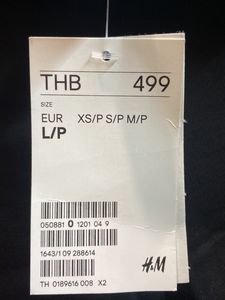 THB 499
SIZE
EUR XS/P S/P M/P
L/P
050881 0 1201 04 9
1643/1 09 288614
H&M
TH 0189616 008 X2